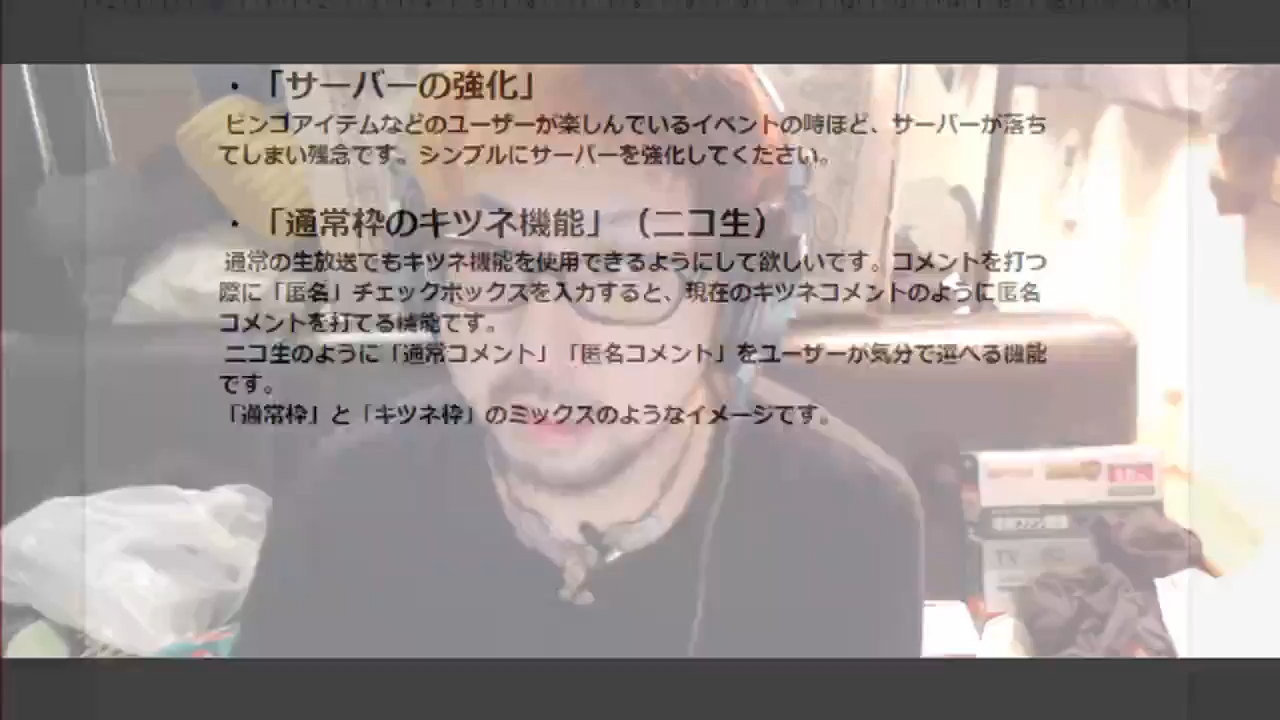 ・「サーバーの強化」
ビンゴアイテムなどのユーザーが楽しんでいるイベントの時ほど、サーバーが落ち
てしまい残念です。シンプルにサーバーを強化してください。
・「通常枠のキツネ機能」（ニコ生）
通常の生放送でもキツネ機能を使用できるようにして欲しいです。コメントを打つ
際に「匿名」チェックボックスを入力すると、現在のキツネコメントのように匿名
コメントを打てる機能です。
ニコ生のように「通常コメント」「匿名コメント」をユーザーが気分で選べる機能
です。
「通常枠」と「キツネ枠」のミックスのようなイメージです。